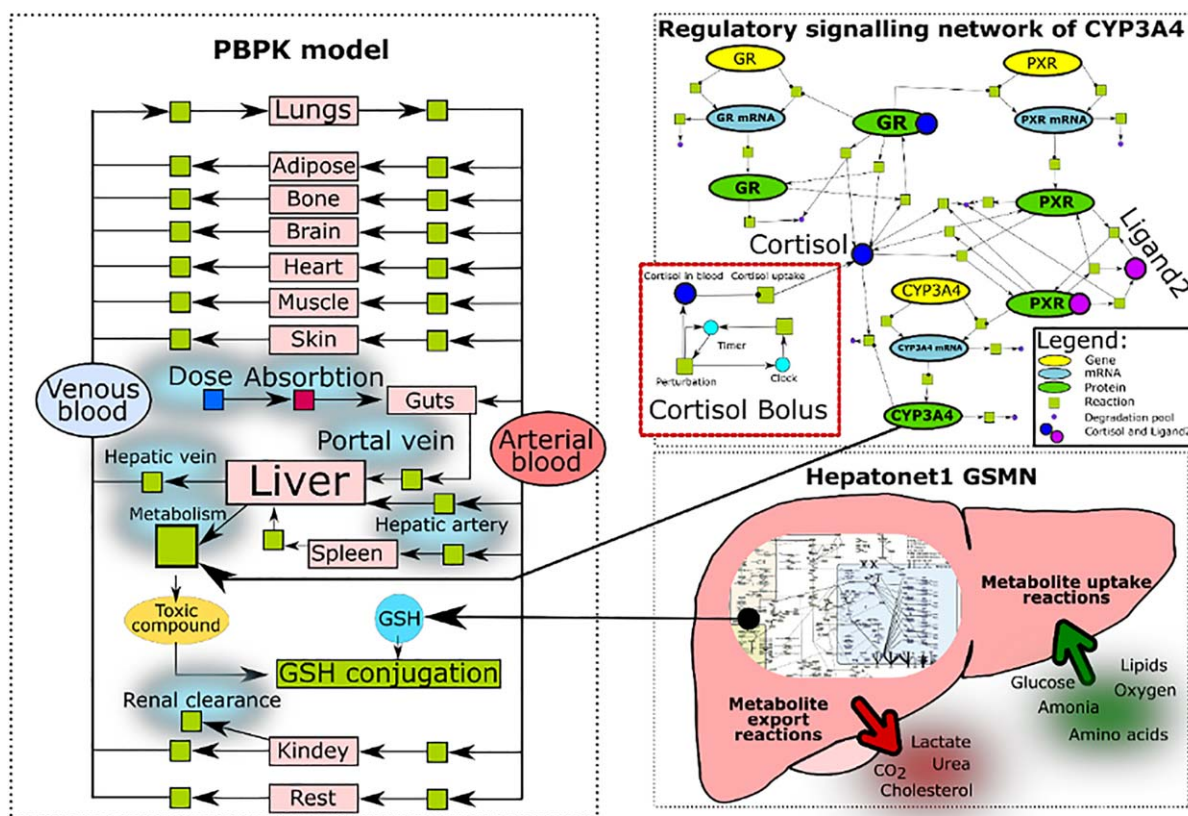 PBPK model
Lungs
Adipose
Bone
Brain
Heart
Muscle
Skin
Dose Absorbtion
Guts
Venous
blood
Portal vein
Arterial
blood
Hepatic vein
Liver
Metabolism
Hepatic artery
Spleen
Toxic
compound
GSH
GSH conjugation
Renal clearance
Kindey
Rest
Regulatory signalling network of CYP3A4
GR
PXR
GR mRNA
GR
PXR mRNA
GR
PXR
Cortisol
Ligand2
Cortisol in blood Cortisol uptake
Timer
Perturbation
Clock
Cortisol Bolus
CYP3A4
PXR
CYP3A4 mRNA
CYP3A4
Legend:
Gene
mRNA
Protein
Reaction
Degradation pool
Cortisol and Ligand2
Hepatonet1 GSMN
Metabolite uptake
reactions
Metabolite
export
reactions
Glucose
Lipids
Oxygen
Amonia
Amino acids
Lactate
CO2
Urea
Cholesterol